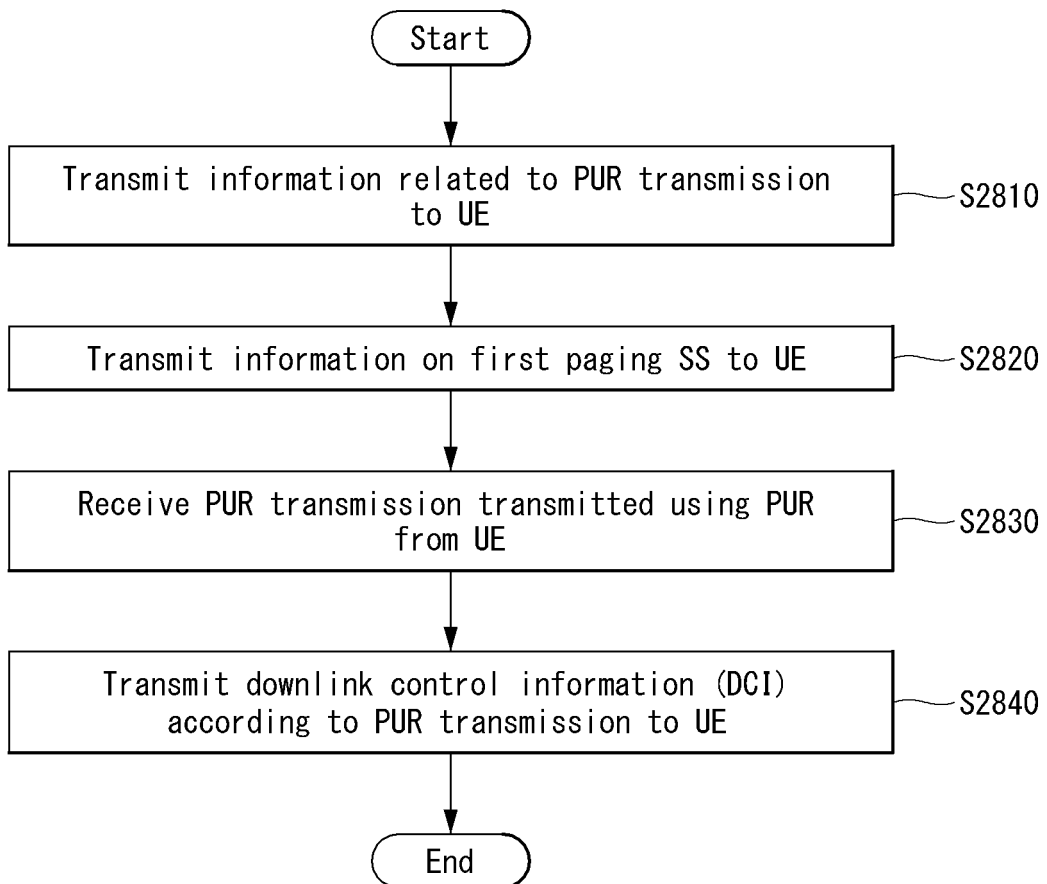 Start
Transmit information related to PUR transmission
to UE
S2810
Transmit information on first paging SS to UE
S2820
Receive PUR transmission transmitted using PUR
from UE
S2830
Transmit downlink control information (DCI)
according to PUR transmission to UE
S2840
End